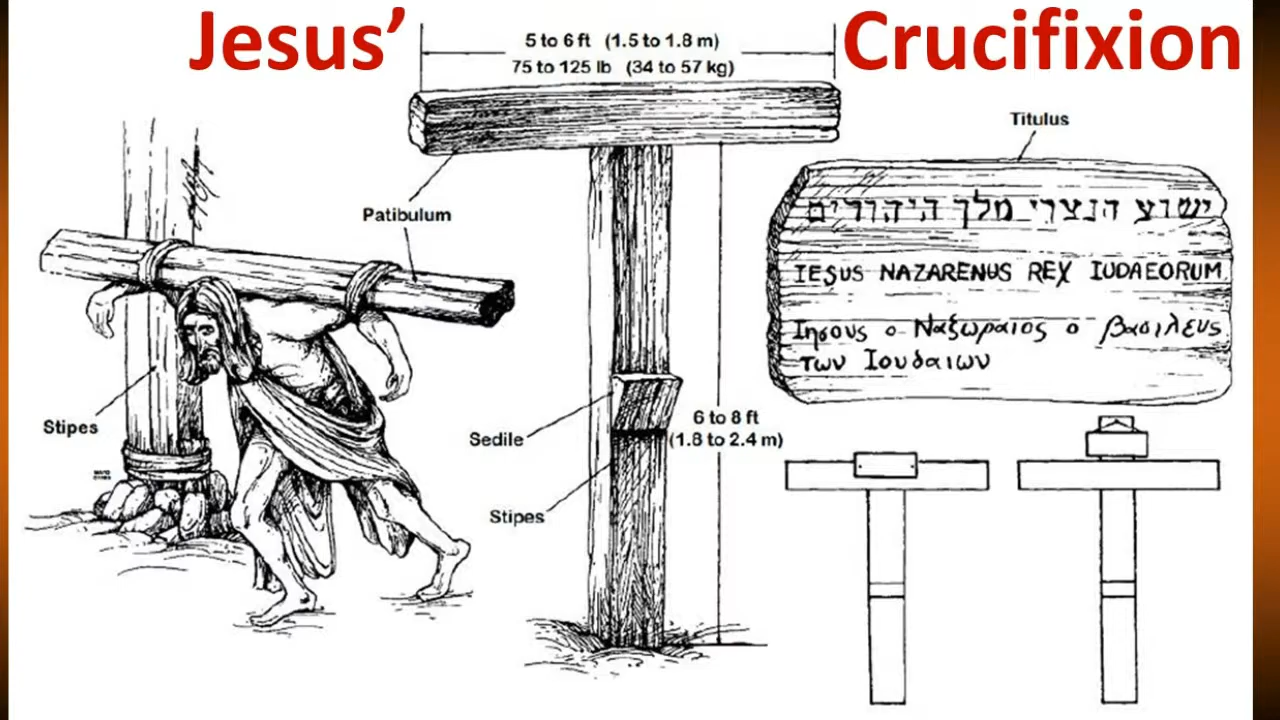 Jesus’ Crucifixion
5 to 6 ft (1.5 to 1.8 m)
75 to 125 lb (34 to 57 kg)
Titulus
Patibulum
ישוע הנצרי מלך היהודים
IESUS NAZARENUS REX IUDAEORUM
Ιησους ο Ναζωραιος ο βασιλευς
των Ιουδαιων
Stipes
Sedile
6 to 8 ft
(1.8 to 2.4 m)
Stipes